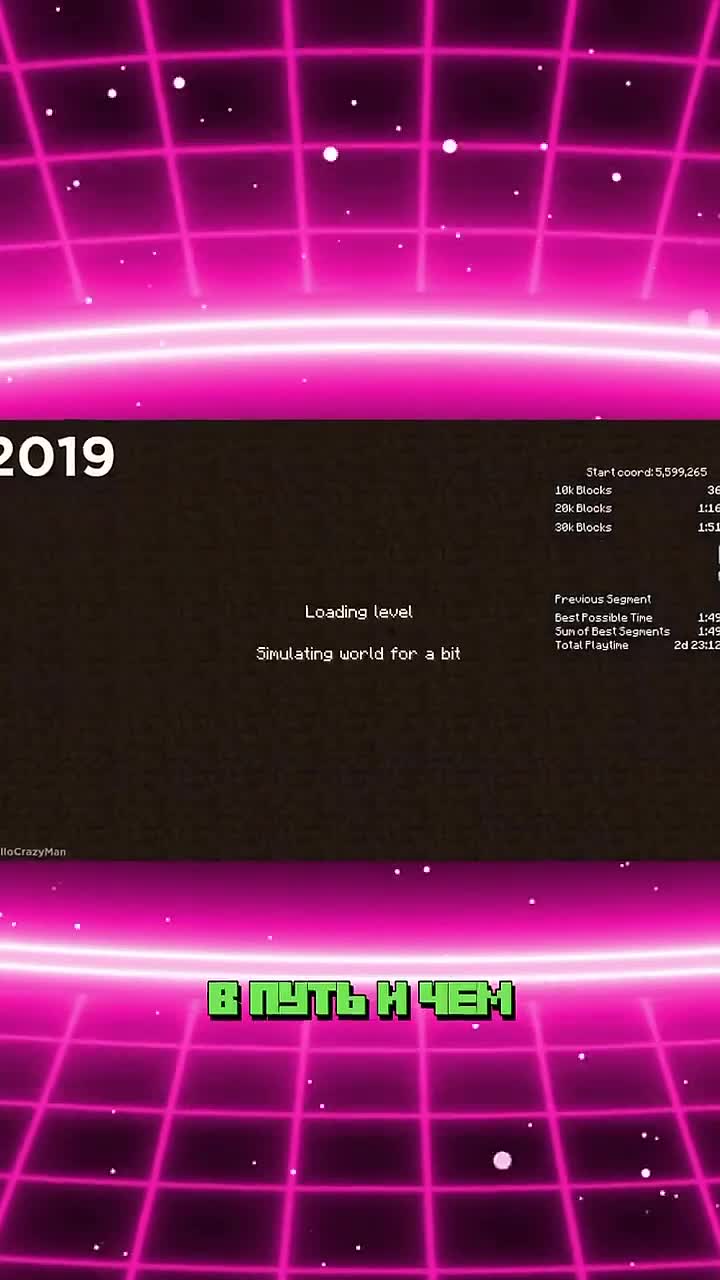 2019
Start coord: 5,599,265
10k Blocks 36
20k Blocks 1:16
30k Blocks 1:51
Loading level
Simulating world for a bit
Previous Segment
Best Possible Time 1:49
Sum of Best Segments 1:49
Total Playtime 2d 23:12
lloCrazyMan
В ПУТЬ И ЧЕМ